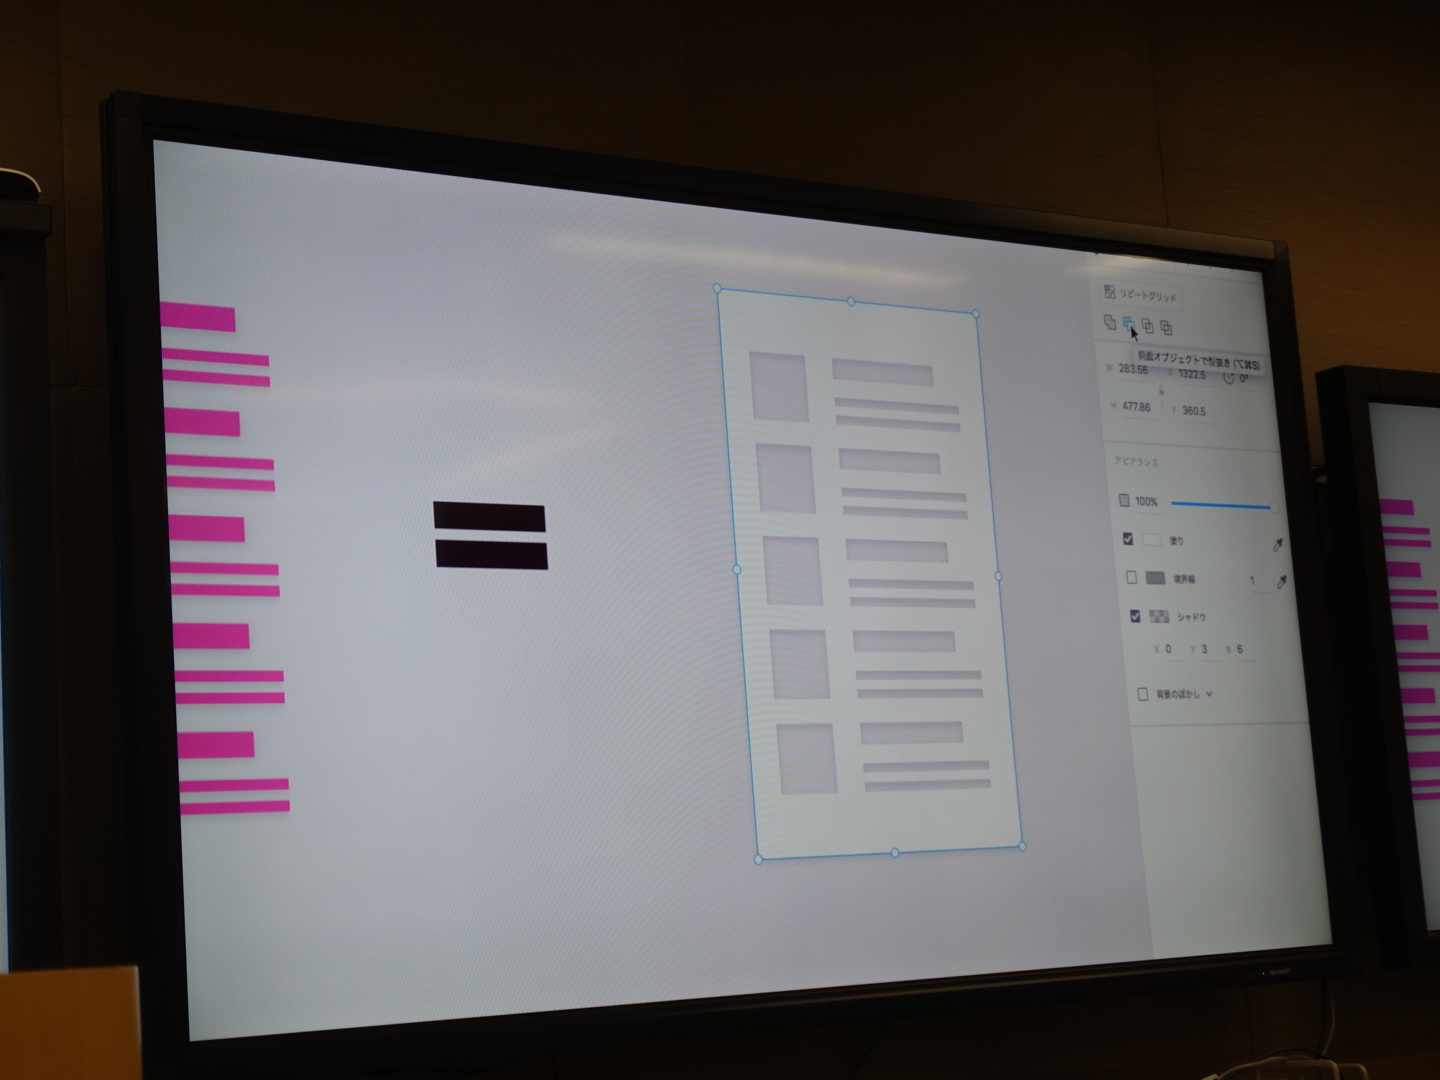 リピートグリッド
前面オブジェクトで型抜き (⌥⌘S)
W 283.56 X 1322.5 0°
H 477.86 Y 360.5
アピアランス
100%
塗り
境界線 1
シャドウ
X 0 Y 3 B 6
背景のぼかし